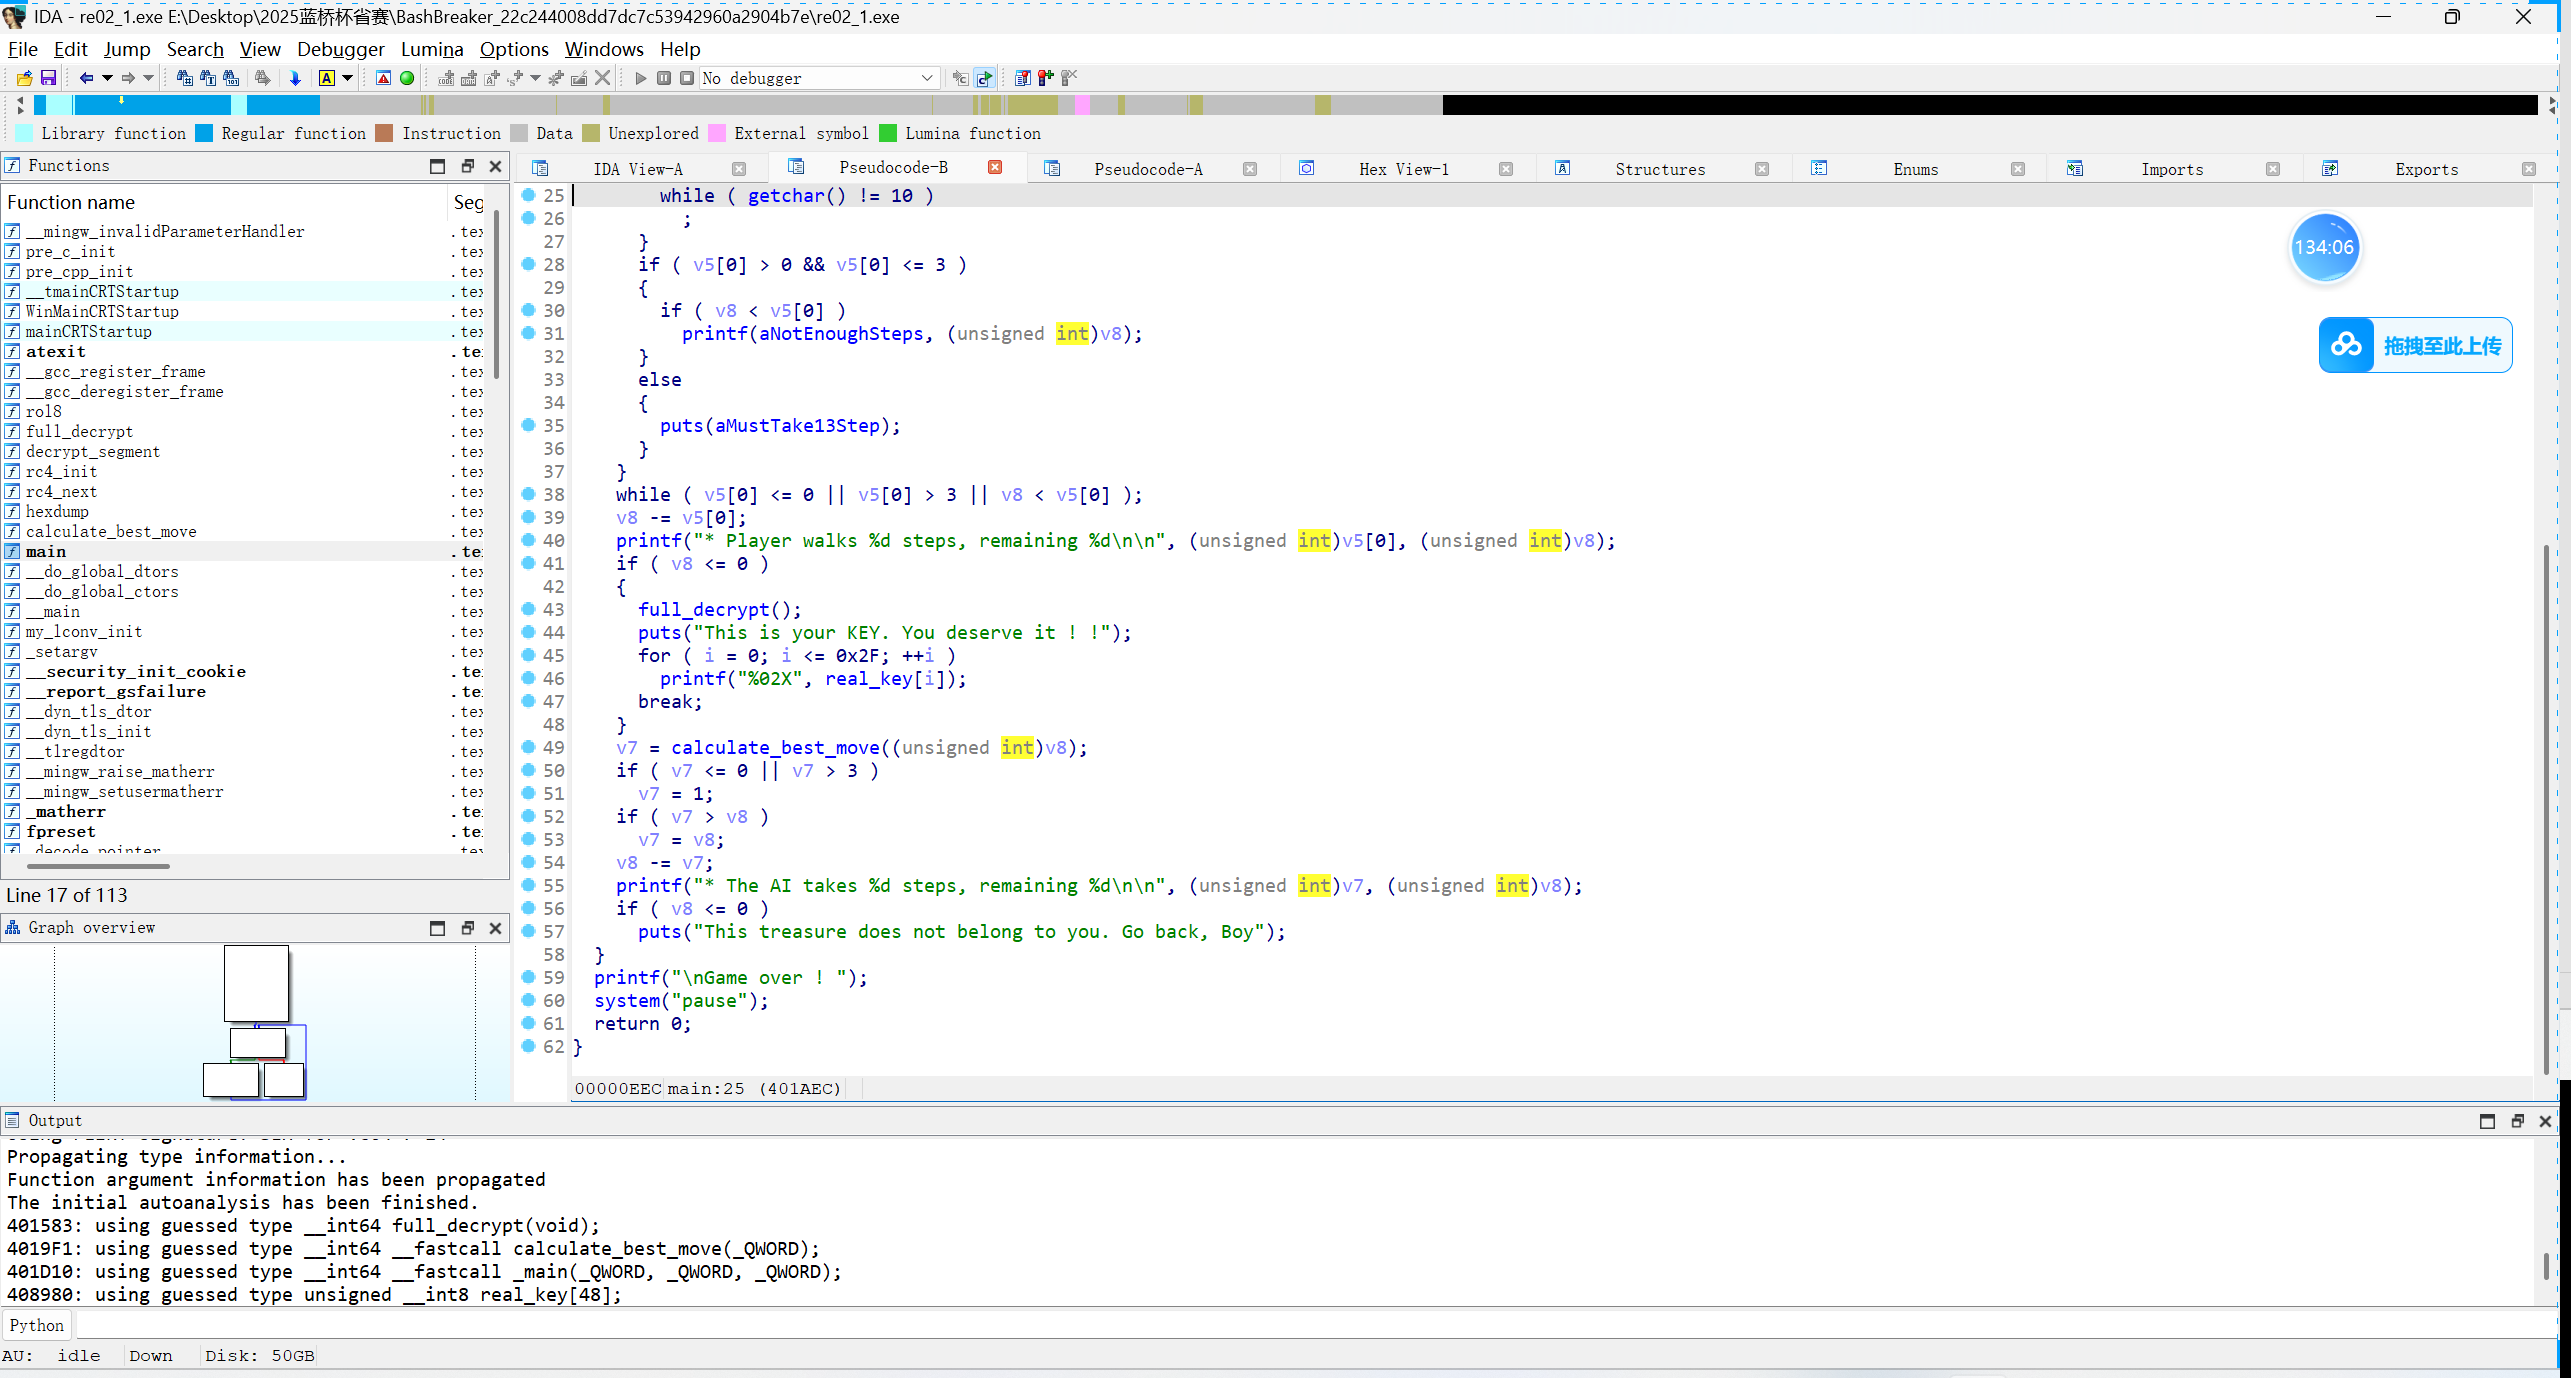 IDA - re02_1.exe E:\Desktop\2025蓝桥杯省赛\BashBreaker_22c244008dd7dc7c53942960a2904b7e\re02_1.exe
File Edit Jump Search View Debugger Lumina Options Windows Help
No debugger
Library function Regular function Instruction Data Unexplored External symbol Lumina function
Functions
Function name Seg
__mingw_invalidParameterHandler .tex
pre_c_init .tex
pre_cpp_init .tex
__tmainCRTStartup .tex
WinMainCRTStartup .tex
mainCRTStartup .tex
atexit .te
__gcc_register_frame .tex
__gcc_deregister_frame .tex
rol8 .tex
full_decrypt .tex
decrypt_segment .tex
rc4_init .tex
rc4_next .tex
hexdump .tex
calculate_best_move .tex
main .te
__do_global_dtors .tex
__do_global_ctors .tex
__main .tex
my_lconv_init .tex
_setargv .tex
__security_init_cookie .te
__report_gsfailure .te
__dyn_tls_dtor .tex
__dyn_tls_init .tex
__tlregdtor .tex
__mingw_raise_matherr .tex
__mingw_setusermatherr .tex
_matherr .te
fpreset .te
_decode_pointer .tex
Line 17 of 113
Graph overview
IDA View-A Pseudocode-B Pseudocode-A Hex View-1 Structures Enums Imports Exports
25 while ( getchar() != 10 )
26 ;
27 }
28 if ( v5[0] > 0 && v5[0] <= 3 )
29 {
30 if ( v8 < v5[0] )
31 printf(aNotEnoughSteps, (unsigned int)v8);
32 }
33 else
34 {
35 puts(aMustTake13Step);
36 }
37 }
38 while ( v5[0] <= 0 || v5[0] > 3 || v8 < v5[0] );
39 v8 -= v5[0];
40 printf("* Player walks %d steps, remaining %d\n\n", (unsigned int)v5[0], (unsigned int)v8);
41 if ( v8 <= 0 )
42 {
43 full_decrypt();
44 puts("This is your KEY. You deserve it ! !");
45 for ( i = 0; i <= 0x2F; ++i )
46 printf("%02X", real_key[i]);
47 break;
48 }
49 v7 = calculate_best_move((unsigned int)v8);
50 if ( v7 <= 0 || v7 > 3 )
51 v7 = 1;
52 if ( v7 > v8 )
53 v7 = v8;
54 v8 -= v7;
55 printf("* The AI takes %d steps, remaining %d\n\n", (unsigned int)v7, (unsigned int)v8);
56 if ( v8 <= 0 )
57 puts("This treasure does not belong to you. Go back, Boy");
58 }
59 printf("\nGame over ! ");
60 system("pause");
61 return 0;
62 }
00000EEC main:25 (401AEC)
134:06
拖拽至此上传
Output
Propagating type information...
Function argument information has been propagated
The initial autoanalysis has been finished.
401583: using guessed type __int64 full_decrypt(void);
4019F1: using guessed type __int64 __fastcall calculate_best_move(_QWORD);
401D10: using guessed type __int64 __fastcall _main(_QWORD, _QWORD, _QWORD);
408980: using guessed type unsigned __int8 real_key[48];
Python
AU: idle Down Disk: 50GB